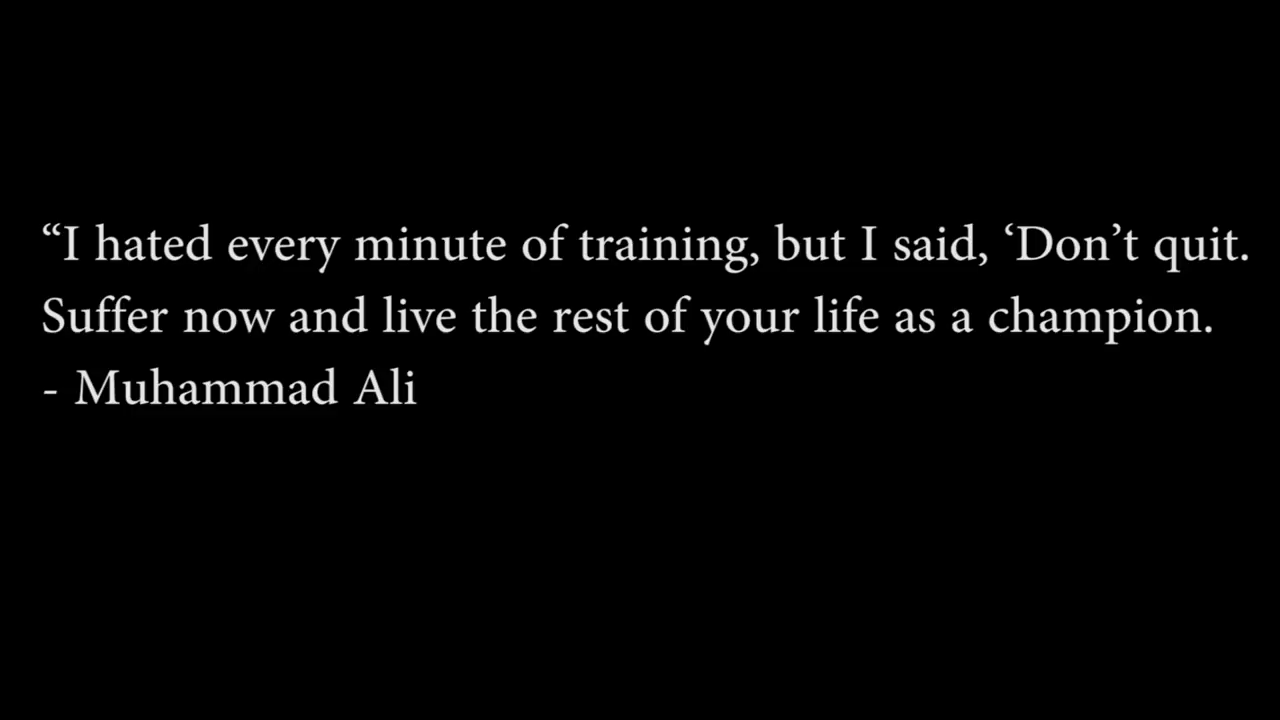 “I hated every minute of training, but I said, ‘Don’t quit.
Suffer now and live the rest of your life as a champion.
- Muhammad Ali